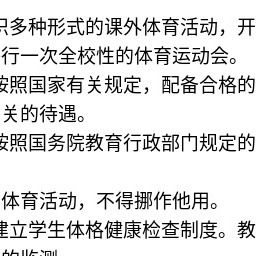 织多种形式的课外体育活动，开
行一次全校性的体育运动会。
按照国家有关规定，配备合格的
关的待遇。
按照国务院教育行政部门规定的
体育活动，不得挪作他用。
建立学生体格健康检查制度。教